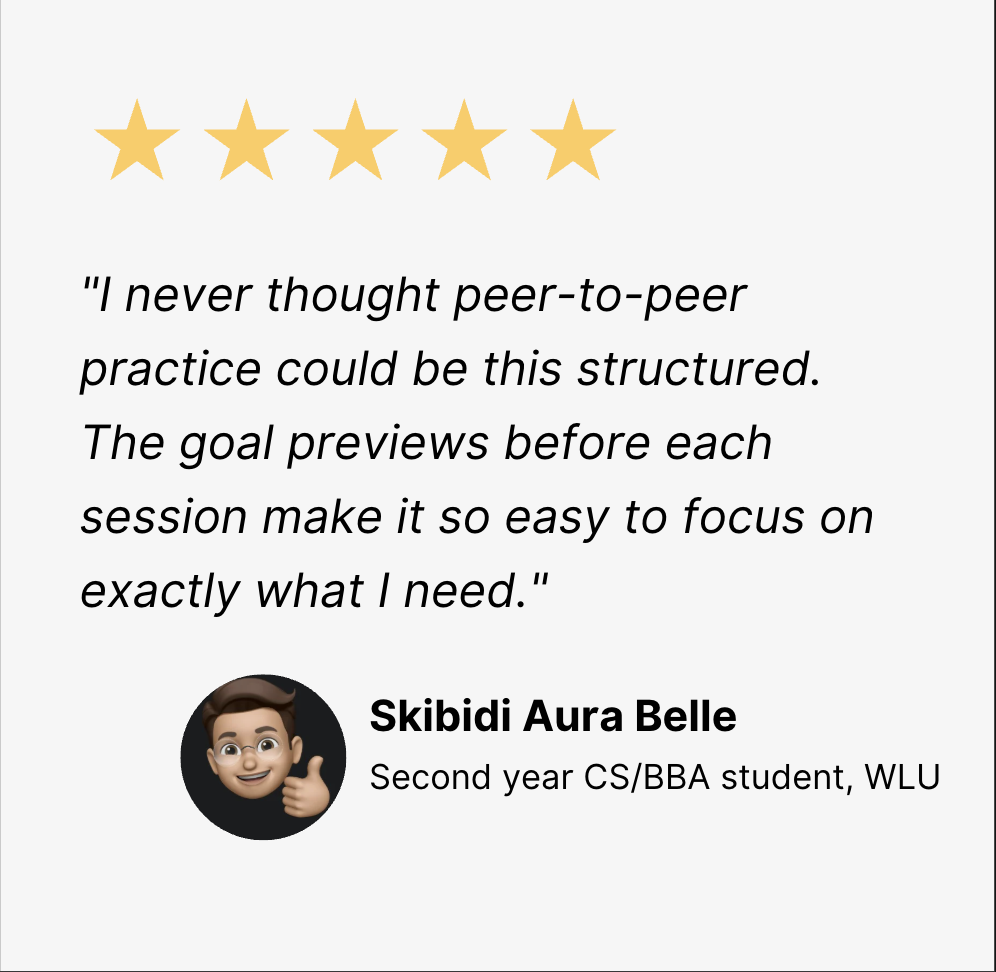 "I never thought peer-to-peer
practice could be this structured.
The goal previews before each
session make it so easy to focus on
exactly what I need."
Skibidi Aura Belle
Second year CS/BBA student, WLU